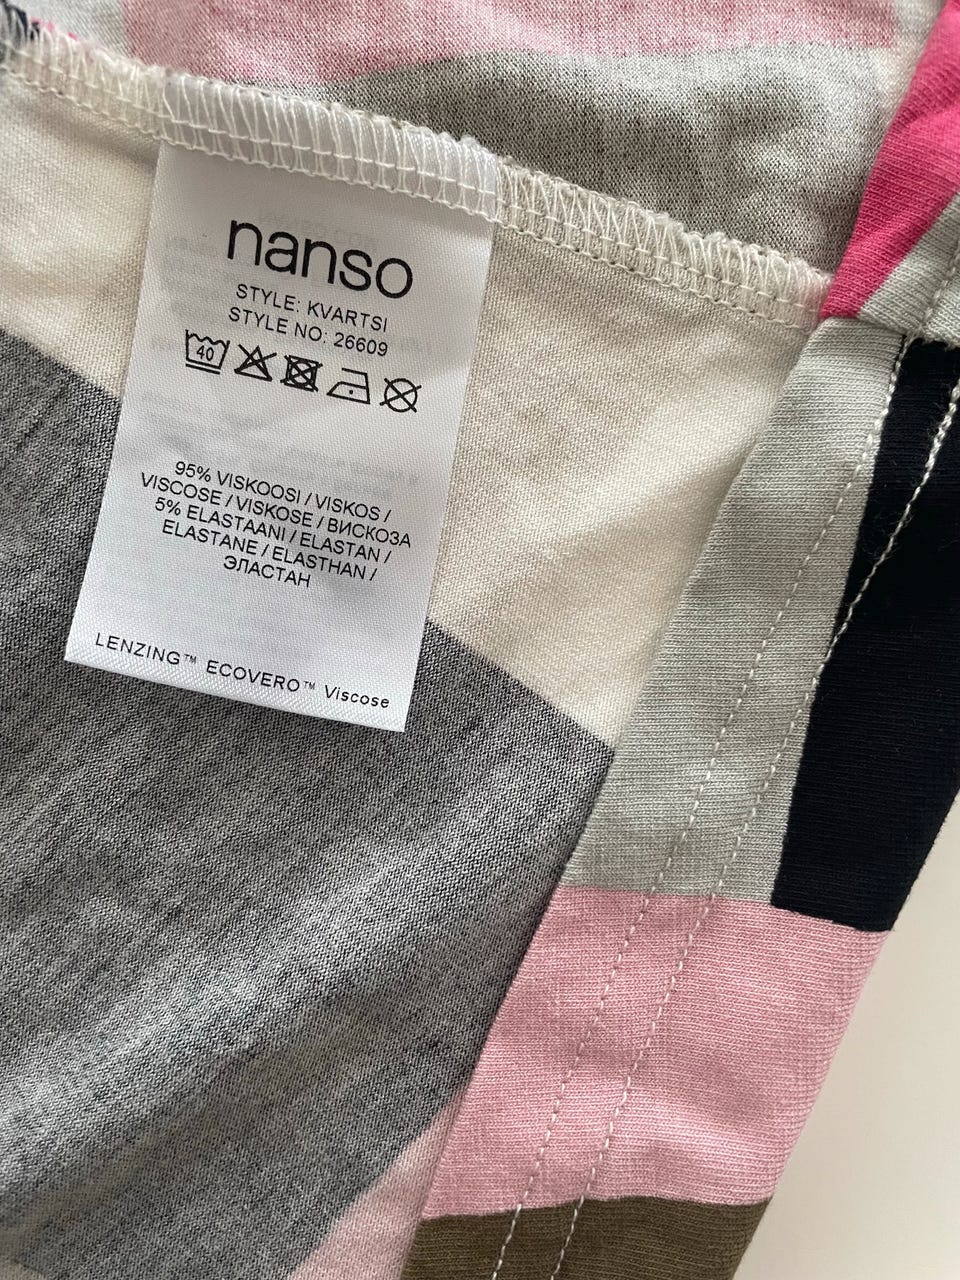 nanso
STYLE: KVARTSI
STYLE NO: 26609
40
95% VISKOOSI / VISKOS /
VISCOSE / VISKOSE / ВИСКОЗА
5% ELASTAANI / ELASTAN /
ELASTANE / ELASTHAN /
ЭЛАСТАН
LENZING™ ECOVERO™ Viscose